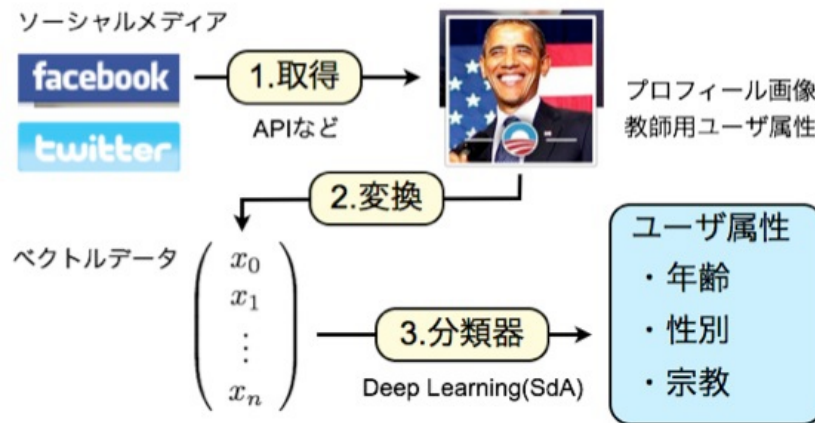 ソーシャルメディア
facebook
twitter
1.取得
APIなど
プロフィール画像
教師用ユーザ属性
2.変換
ベクトルデータ
x_0
x_1
⋮
x_n
3.分類器
Deep Learning(SdA)
ユーザ属性
・年齢
・性別
・宗教